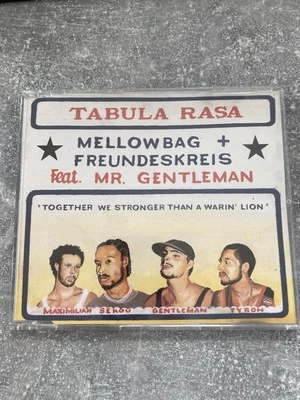 TABULA RASA
MELLOWBAG +
FREUNDESKREIS
Feat. MR. GENTLEMAN
'TOGETHER WE STRONGER THAN A WARIN' LION'
MAXIMILIAN SEKOU GENTLEMAN TYRON